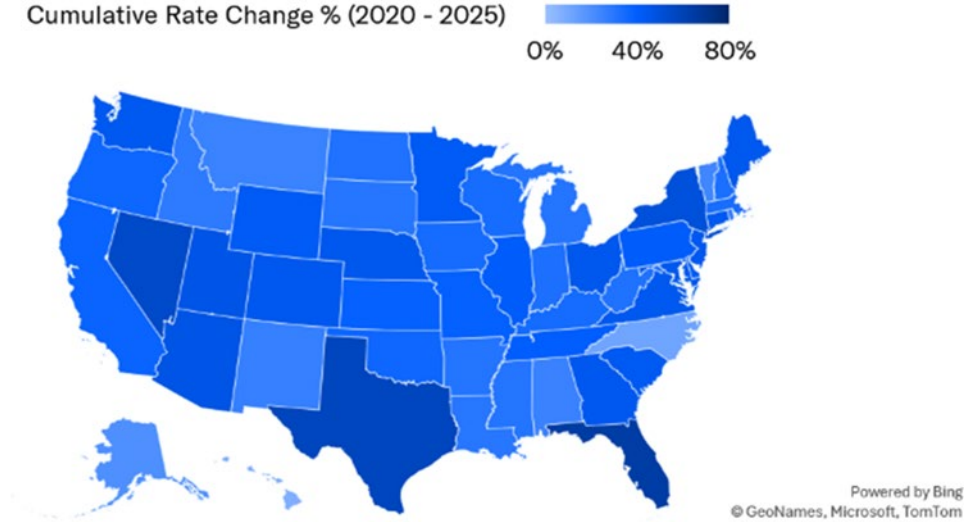 Cumulative Rate Change % (2020 - 2025)
0% 40% 80%
Powered by Bing
© GeoNames, Microsoft, TomTom